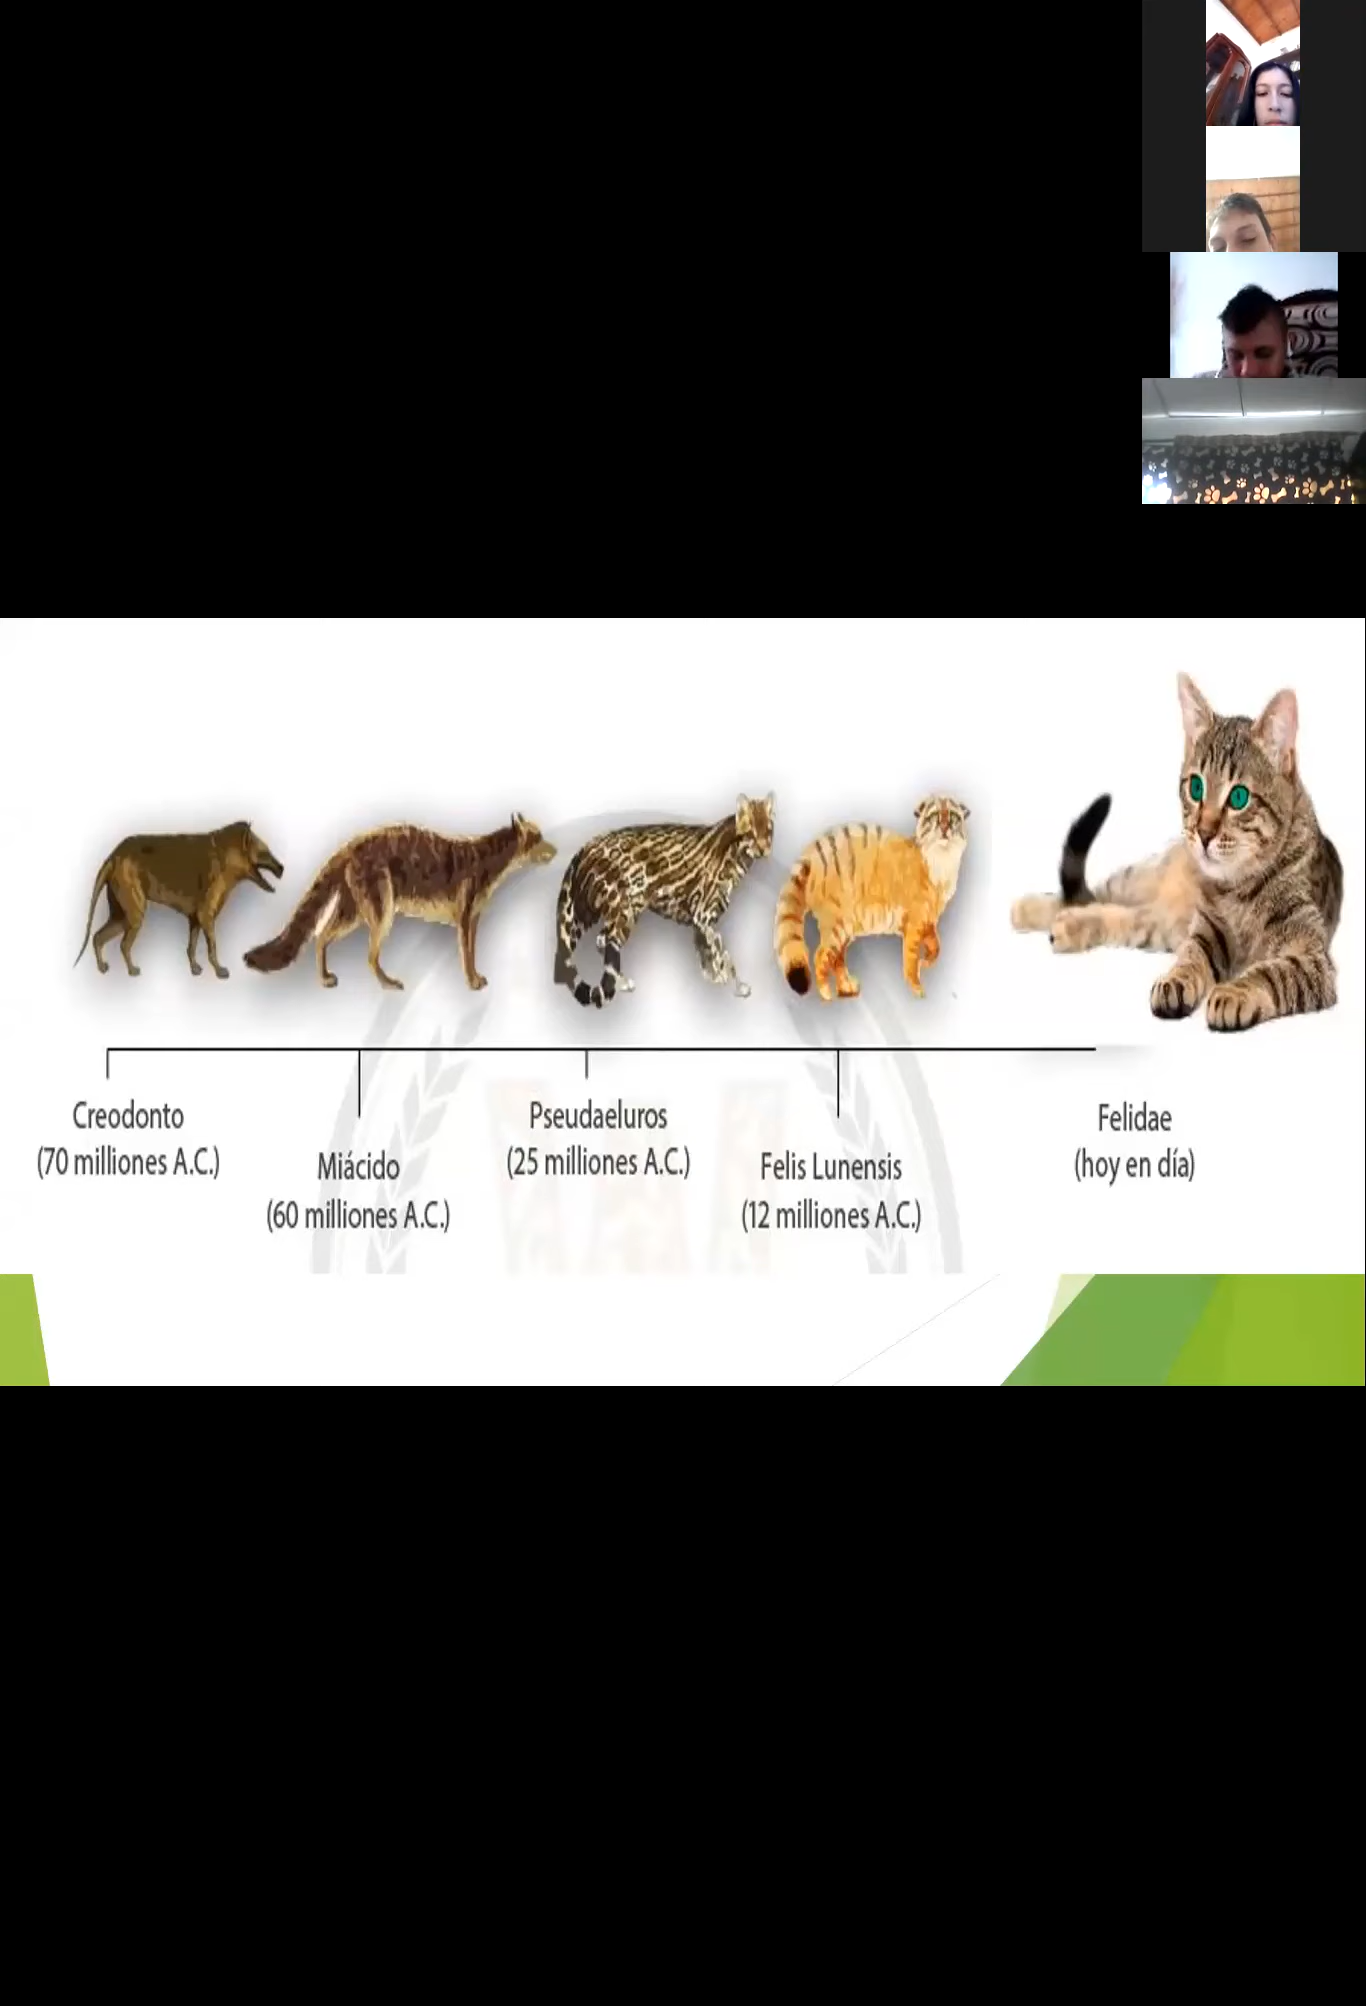 Creodonto
(70 milliones A.C.)
Miácido
(60 milliones A.C.)
Pseudaeluros
(25 milliones A.C.)
Felis Lunensis
(12 milliones A.C.)
Felidae
(hoy en día)